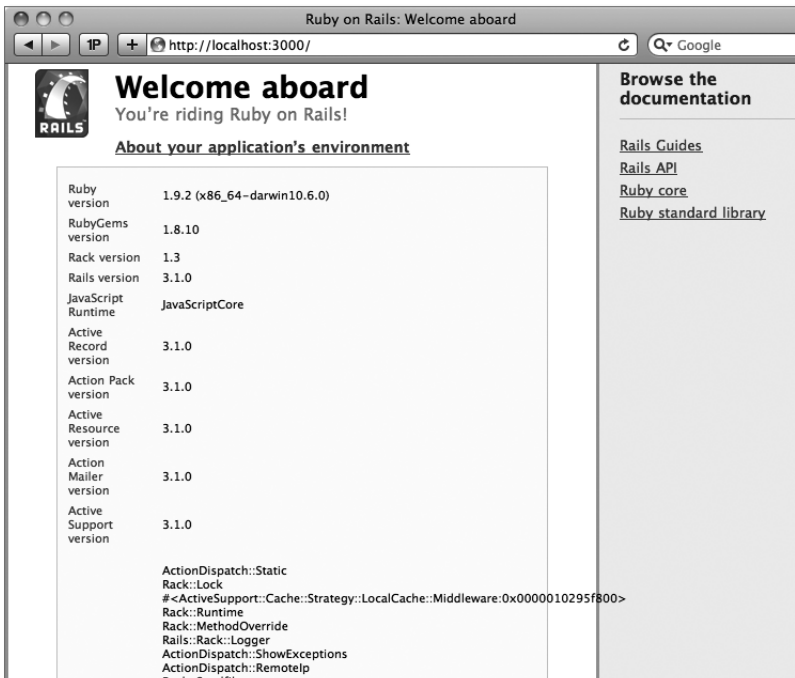 Ruby on Rails: Welcome aboard
1P
+
http://localhost:3000/
Google
RAILS
Welcome aboard
You're riding Ruby on Rails!
About your application's environment
Ruby
version
1.9.2 (x86_64-darwin10.6.0)
RubyGems
version
1.8.10
Rack version
1.3
Rails version
3.1.0
JavaScript
Runtime
JavaScriptCore
Active
Record
version
3.1.0
Action Pack
version
3.1.0
Active
Resource
version
3.1.0
Action
Mailer
version
3.1.0
Active
Support
version
3.1.0
ActionDispatch::Static
Rack::Lock
#<ActiveSupport::Cache::Strategy::LocalCache::Middleware:0x0000010295f800>
Rack::Runtime
Rack::MethodOverride
Rails::Rack::Logger
ActionDispatch::ShowExceptions
ActionDispatch::RemoteIp
Browse the
documentation
Rails Guides
Rails API
Ruby core
Ruby standard library